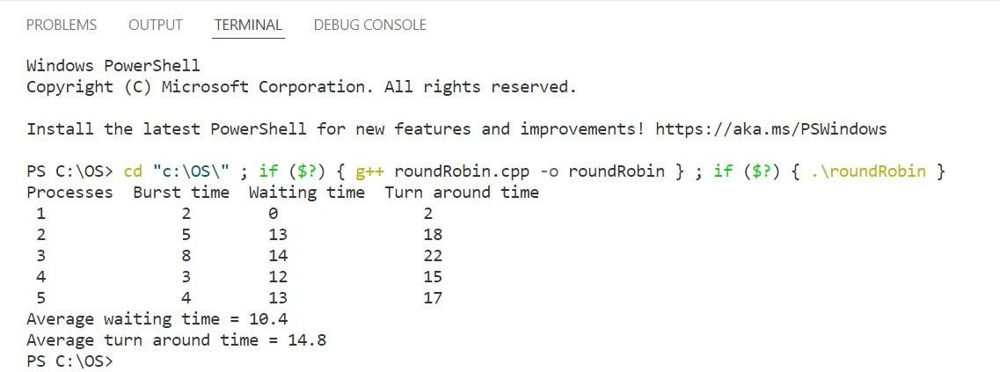 PROBLEMS OUTPUT TERMINAL DEBUG CONSOLE
Windows PowerShell
Copyright (C) Microsoft Corporation. All rights reserved.
Install the latest PowerShell for new features and improvements! https://aka.ms/PSWindows
PS C:\OS> cd "c:\OS\" ; if ($?) { g++ roundRobin.cpp -o roundRobin } ; if ($?) { .\roundRobin }
Processes Burst time Waiting time Turn around time
1 2 0 2
2 5 13 18
3 8 14 22
4 3 12 15
5 4 13 17
Average waiting time = 10.4
Average turn around time = 14.8
PS C:\OS>